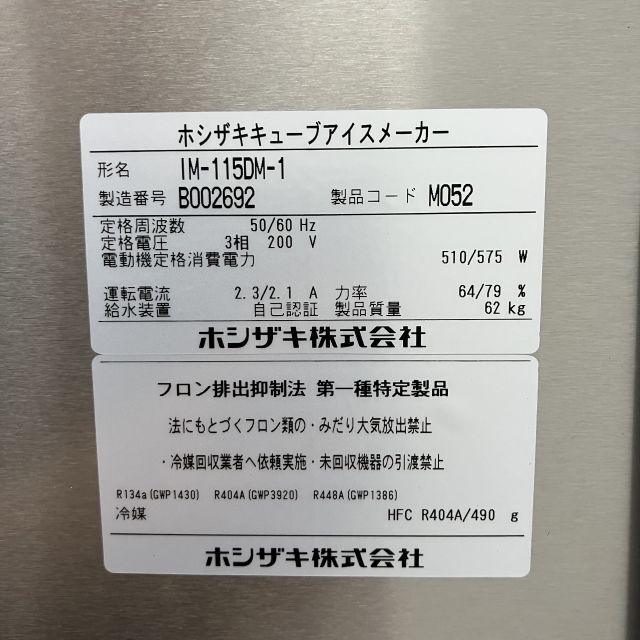 ホシザキキューブアイスメーカー
形名 IM-115DM-1
製造番号 B002692 製品コード M052
定格周波数 50/60 Hz
定格電圧 3相 200 V
電動機定格消費電力 510/575 W
運転電流 2.3/2.1 A 力率 64/79 %
給水装置 自己認証 製品質量 62 kg
ホシザキ株式会社
フロン排出抑制法 第一種特定製品
法にもとづくフロン類の・みだり大気放出禁止
・冷媒回収業者へ依頼実施・未回収機器の引渡禁止
R134a(GWP1430) R404A(GWP3920) R448A(GWP1386)
冷媒 HFC R404A/490 g
ホシザキ株式会社